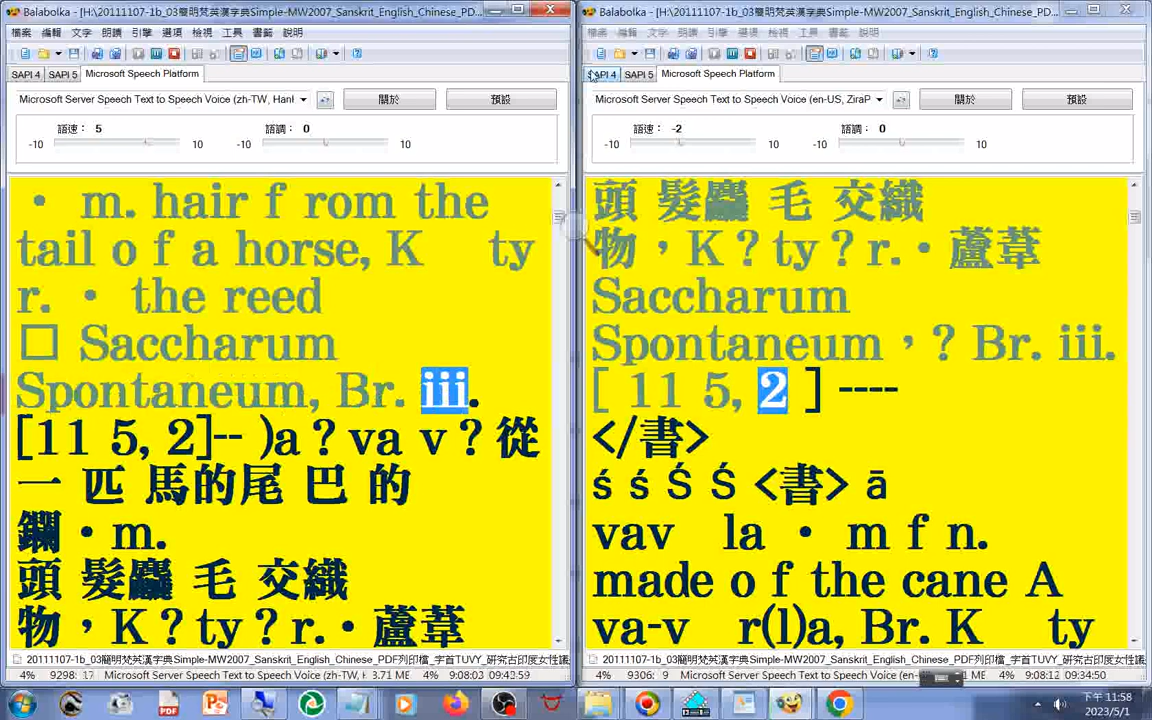 Balabolka - [H:\20111107-1b_03簡明梵英漢字典Simple-MW2007_Sanskrit_English_Chinese_PD...
檔案 編輯 文字 朗讀 引擎 選項 檢視 工具 書籤 說明
SAPI 4 SAPI 5 Microsoft Speech Platform
Microsoft Server Speech Text to Speech Voice (zh-TW, Hanl 關於 預設
語速： 5 語調： 0
-10 10 -10 10
• m. hair f rom the
tail o f a horse, K ty
r. • the reed
□ Saccharum
Spontaneum, Br. iii.
[11 5, 2]-- )a ? va v ? 從
一 匹 馬的尾 巴 的
鑭 • m.
頭 髮麤 毛 交織
物，K ? ty ? r. • 蘆葦
20111107-1b_03簡明梵英漢字典Simple-MW2007_Sanskrit_English_Chinese_PDF列印檔_字首TUVY_研究古印度女性議
4% 9298: 17 Microsoft Server Speech Text to Speech Voice (zh-TW, H 3.71 ME 4% 9:08:03 09:43:59
Balabolka - [H:\20111107-1b_03簡明梵英漢字典Simple-MW2007_Sanskrit_English_Chinese_PDF...
檔案 編輯 文字 朗讀 引擎 選項 檢視 工具 書籤 說明
SAPI 4 SAPI 5 Microsoft Speech Platform
Microsoft Server Speech Text to Speech Voice (en-US, ZiraP 關於 預設
語速： -2 語調： 0
-10 10 -10 10
頭 髮麤 毛 交織
物，K ? ty ? r. • 蘆葦
Saccharum
Spontaneum，? Br. iii.
[ 11 5, 2 ] ----
</書>
ś ś Ś Ś <書> ā
vav la • m f n.
made o f the cane A
va-v r(l)a, Br. K ty
20111107-1b_03簡明梵英漢字典Simple-MW2007_Sanskrit_English_Chinese_PDF列印檔_字首TUVY_研究古印度女性議
4% 9306: 9 Microsoft Server Speech Text to Speech Voice 4% 9:08:12 09:34:50
下午 11:58
2023/5/1